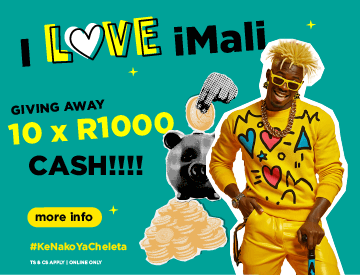 I LOVE iMali
GIVING AWAY
10 x R1000
CASH!!!!
more info
#KeNakoYaCheleta
T'S & C'S APPLY | ONLINE ONLY